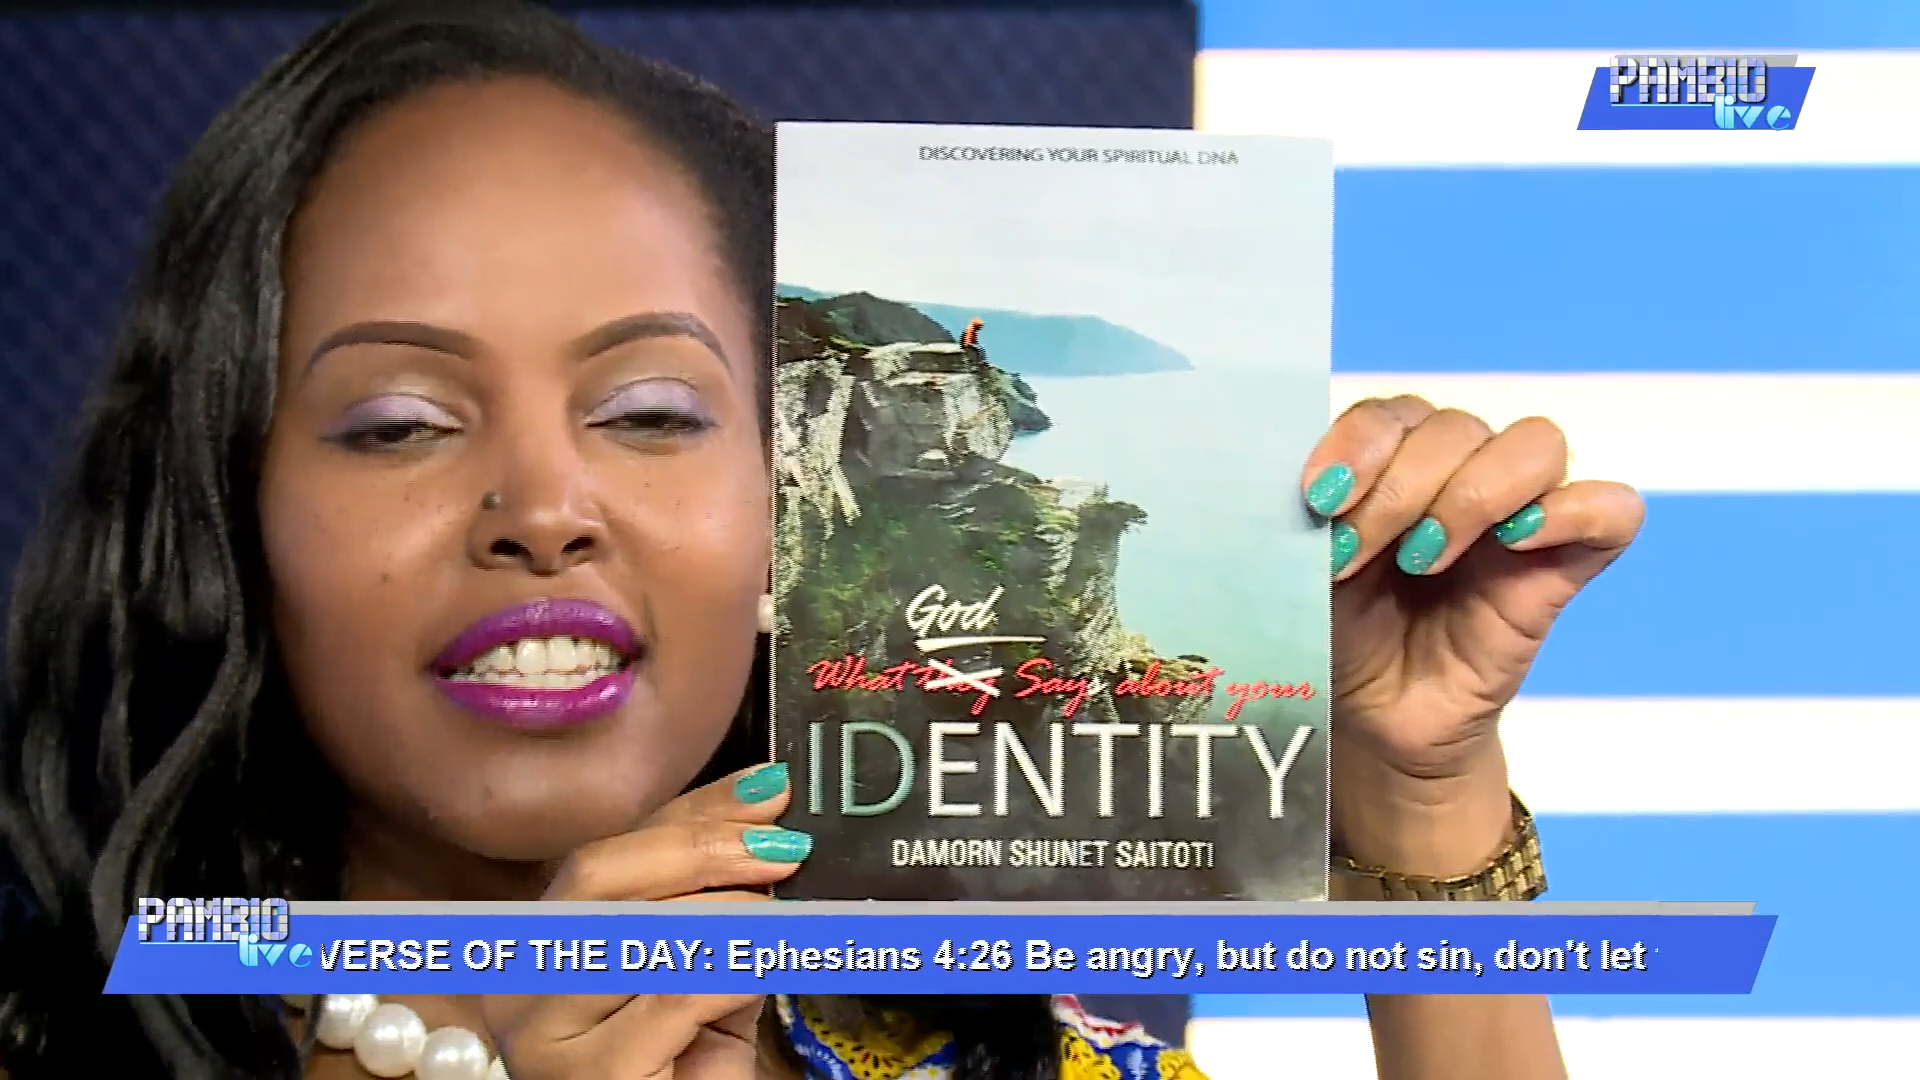 PAMBIO
live
DISCOVERING YOUR SPIRITUAL DNA
God
What they Says about your
IDENTITY
DAMORN SHUNET SAITOTI
PAMBIO
live
VERSE OF THE DAY: Ephesians 4:26 Be angry, but do not sin, don't let